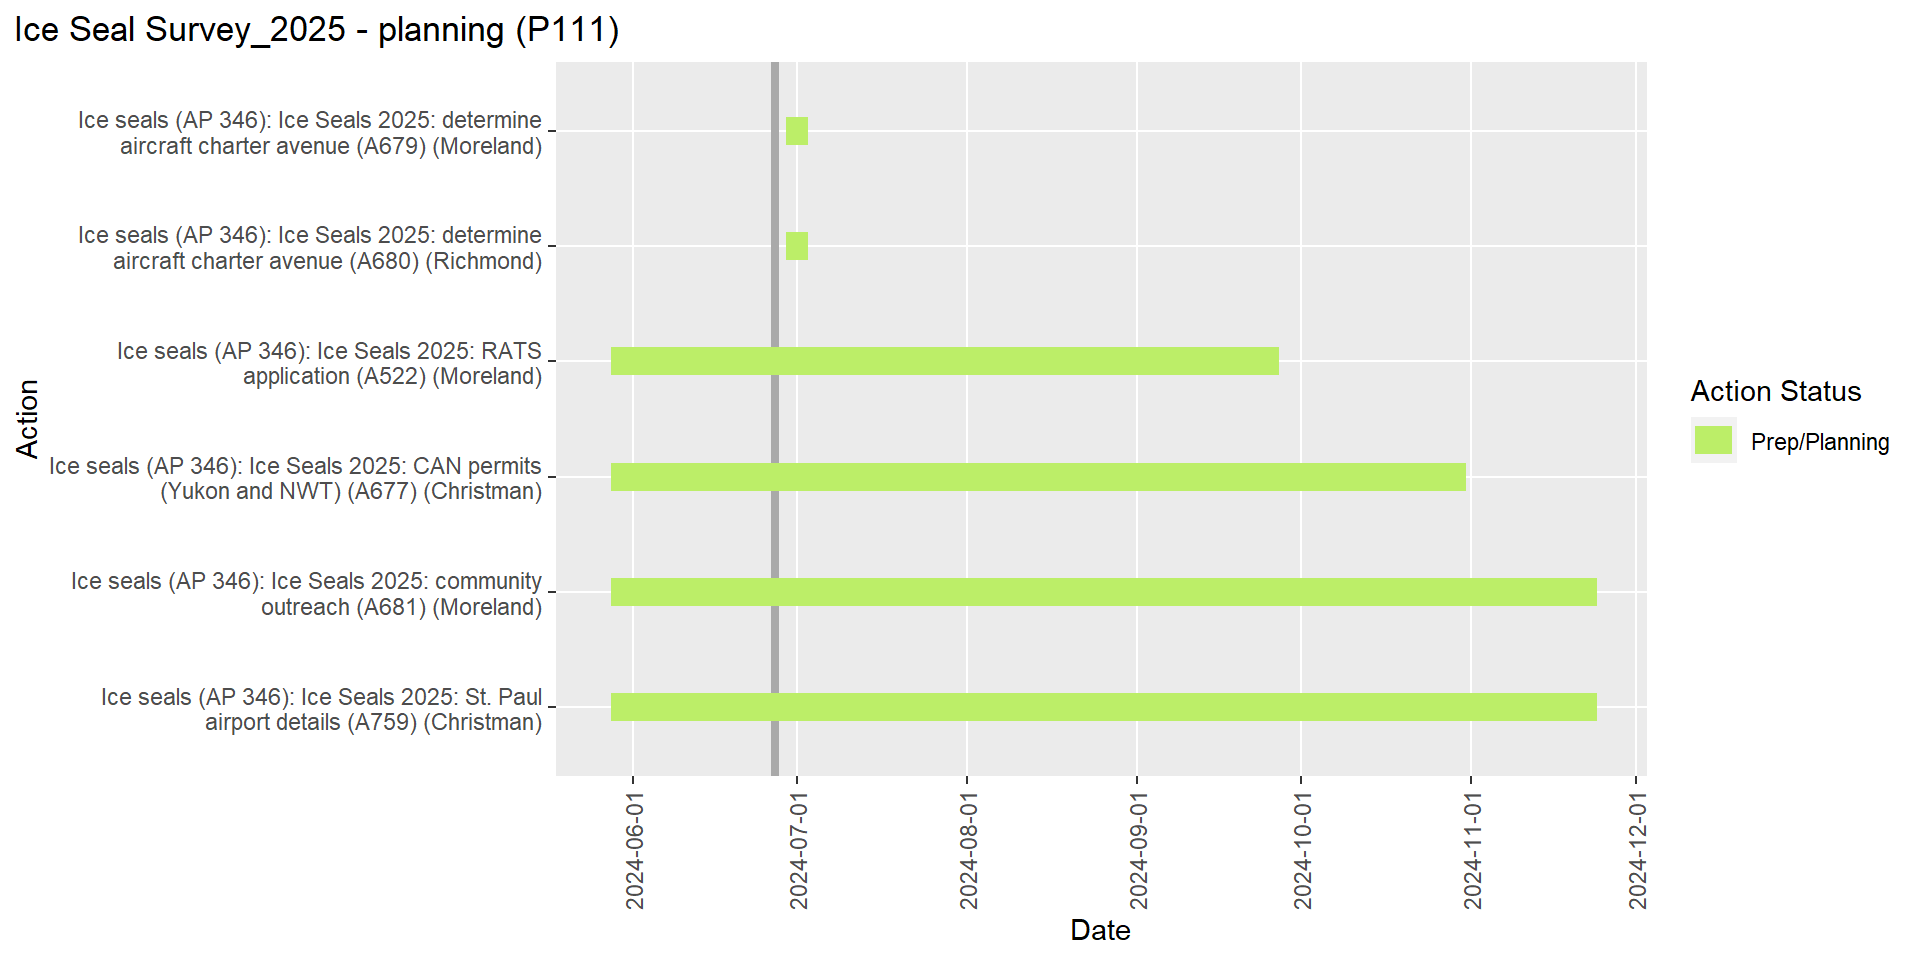 Ice Seal Survey_2025 - planning (P111)
Ice seals (AP 346): Ice Seals 2025: determine
aircraft charter avenue (A679) (Moreland)
Ice seals (AP 346): Ice Seals 2025: determine
aircraft charter avenue (A680) (Richmond)
Ice seals (AP 346): Ice Seals 2025: RATS
application (A522) (Moreland)
Ice seals (AP 346): Ice Seals 2025: CAN permits
(Yukon and NWT) (A677) (Christman)
Ice seals (AP 346): Ice Seals 2025: community
outreach (A681) (Moreland)
Ice seals (AP 346): Ice Seals 2025: St. Paul
airport details (A759) (Christman)
Action
2024-06-01
2024-07-01
2024-08-01
2024-09-01
2024-10-01
2024-11-01
2024-12-01
Date
Action Status
Prep/Planning